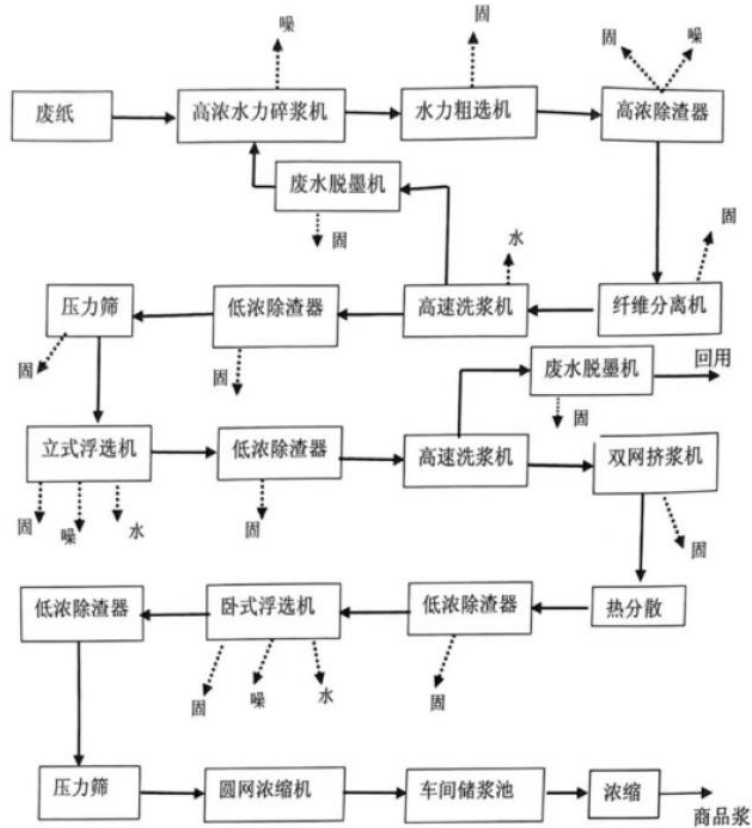 噪
固
固
噪
废纸
高浓水力碎浆机
水力粗选机
高浓除渣器
废水脱墨机
固
水
固
压力筛
低浓除渣器
高速洗浆机
纤维分离机
固
固
废水脱墨机
回用
固
立式浮选机
低浓除渣器
高速洗浆机
双网挤浆机
固
噪
水
固
固
低浓除渣器
卧式浮选机
低浓除渣器
热分散
固
噪
水
固
压力筛
圆网浓缩机
车间储浆池
浓缩
商品浆